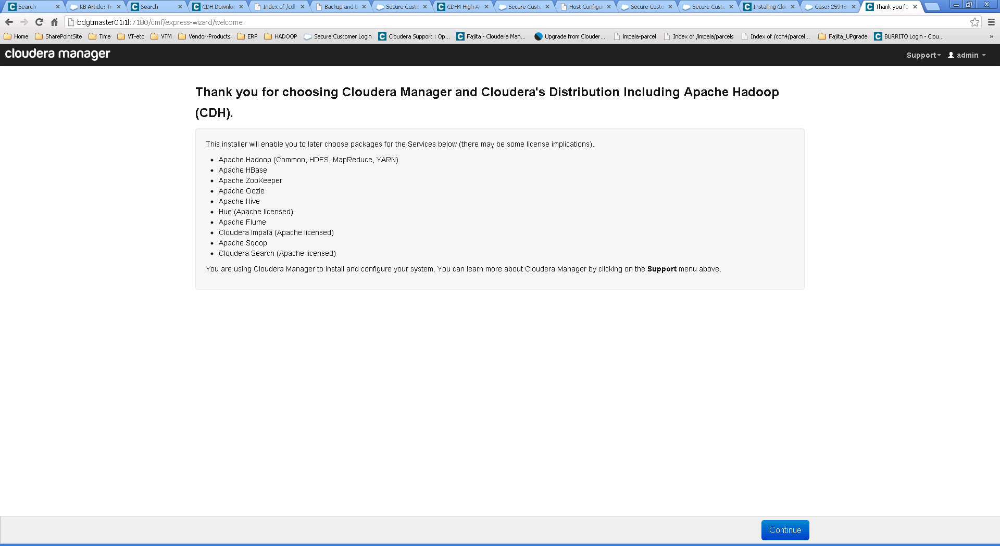 Search
KB Article: Tr
Search
CDH Downlo
Index of /cdh
Backup and D
Secure Custo
CDH4 High A
Secure Custo
Host Configu
Secure Custo
Secure Custo
Installing Clou
Case: 25948
Thank you fo
bdgtmaster01i1l:7180/cmf/express-wizard/welcome
Home
SharePointSite
Time
VT-etc
VTM
Vendor-Products
ERP
HADOOP
Secure Customer Login
Cloudera Support : Op...
Fajita - Cloudera Man...
Upgrade from Clouder...
impala-parcel
Index of /impala/parcels
Index of /cdh4/parcel...
Fajita_UPgrade
BURRITO Login - Clou...
»
cloudera manager
Support
admin
Thank you for choosing Cloudera Manager and Cloudera's Distribution Including Apache Hadoop
(CDH).
This installer will enable you to later choose packages for the Services below (there may be some license implications).
• Apache Hadoop (Common, HDFS, MapReduce, YARN)
• Apache HBase
• Apache ZooKeeper
• Apache Oozie
• Apache Hive
• Hue (Apache licensed)
• Apache Flume
• Cloudera Impala (Apache licensed)
• Apache Sqoop
• Cloudera Search (Apache licensed)
You are using Cloudera Manager to install and configure your system. You can learn more about Cloudera Manager by clicking on the Support menu above.
Continue